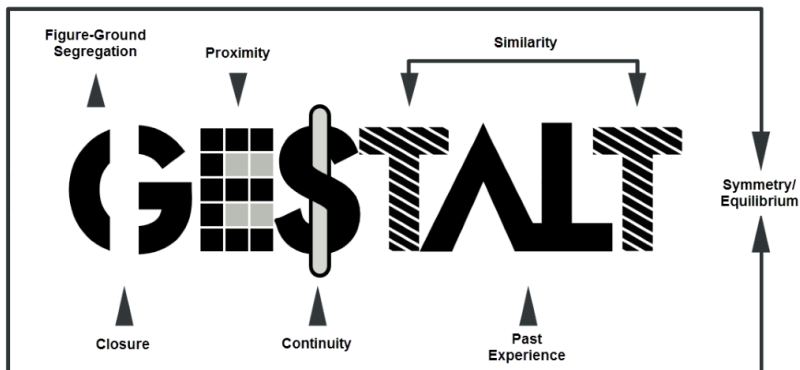 Figure-Ground
Segregation
Proximity
Similarity
GESTALT
Symmetry/
Equilibrium
Closure
Continuity
Past
Experience